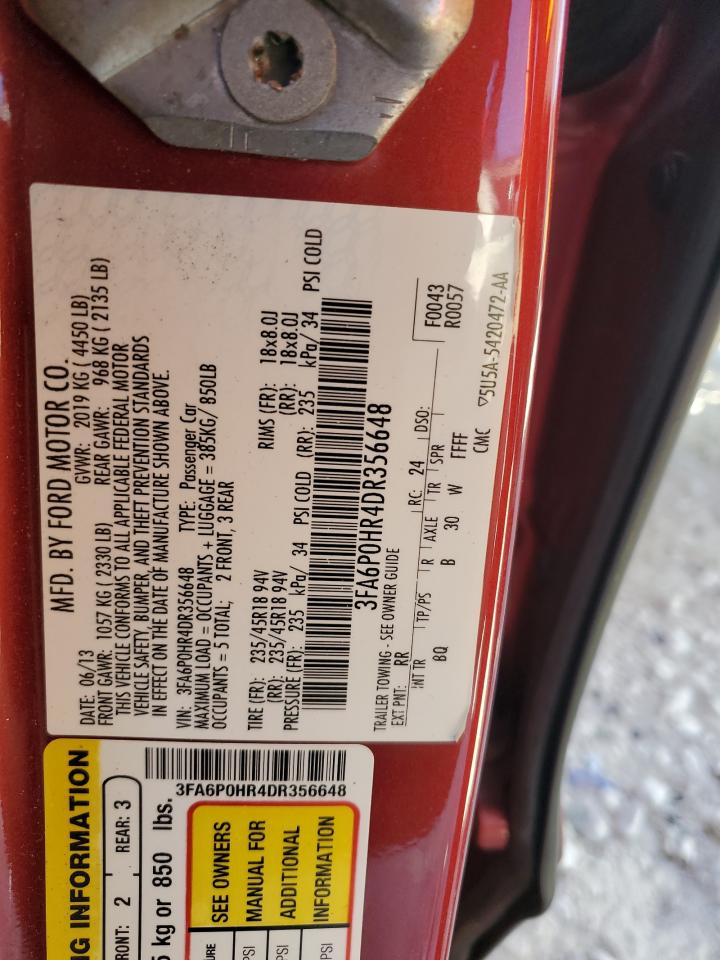 MFD. BY FORD MOTOR CO.
DATE: 06/13 GVWR: 2019 KG ( 4450 LB)
FRONT GAWR: 1057 KG ( 2330 LB) REAR GAWR: 968 KG ( 2135 LB)
THIS VEHICLE CONFORMS TO ALL APPLICABLE FEDERAL MOTOR
VEHICLE SAFETY, BUMPER, AND THEFT PREVENTION STANDARDS
IN EFFECT ON THE DATE OF MANUFACTURE SHOWN ABOVE.
VIN: 3FA6P0HR4DR356648 TYPE: Passenger Car
MAXIMUM LOAD = OCCUPANTS + LUGGAGE = 385KG/ 850LB
OCCUPANTS = 5 TOTAL; 2 FRONT, 3 REAR
TIRE (FR): 235/45R18 94V RIMS (FR): 18x8.0J
(RR): 235/45R18 94V (RR): 18x8.0J
PRESSURE (FR): 235 kPa/ 34 PSI COLD (RR): 235 kPa/ 34 PSI COLD
3FA6P0HR4DR356648
TRAILER TOWING - SEE OWNER GUIDE
EXT PNT: RR RC: 24 DSO: F0043
R0057
INT TR TP/PS R AXLE TR SPR
BQ B 30 W FFFF
CMC ▽5U5A-5420472-AA
3FA6P0HR4DR356648
NG INFORMATION
FRONT: 2 REAR: 3
5 kg or 850 lbs.
SEE OWNERS
MANUAL FOR
ADDITIONAL
INFORMATION
URE
PSI
PSI
PSI